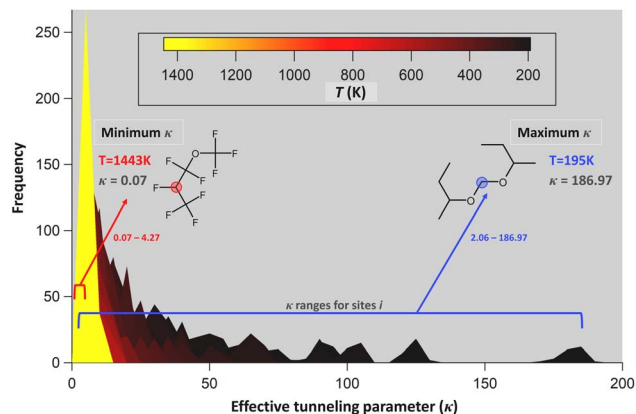 250
200
150
100
50
0
Frequency
1400 1200 1000 800 600 400 200
T (K)
Minimum κ
T=1443K
κ = 0.07
F
F
F
O
F
F
F
F
F
F
0.07 – 4.27
Maximum κ
T=195K
κ = 186.97
O
O
2.06 – 186.97
κ ranges for sites i
0 50 100 150 200
Effective tunneling parameter (κ)